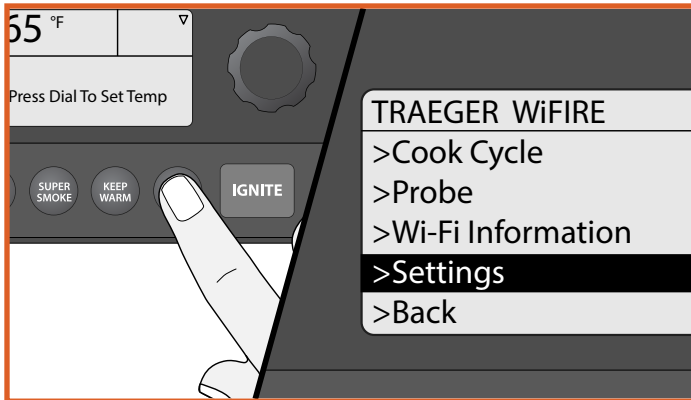 65 °F
Press Dial To Set Temp
SUPER
SMOKE
KEEP
WARM
IGNITE
TRAEGER WiFIRE
>Cook Cycle
>Probe
>Wi-Fi Information
>Settings
>Back